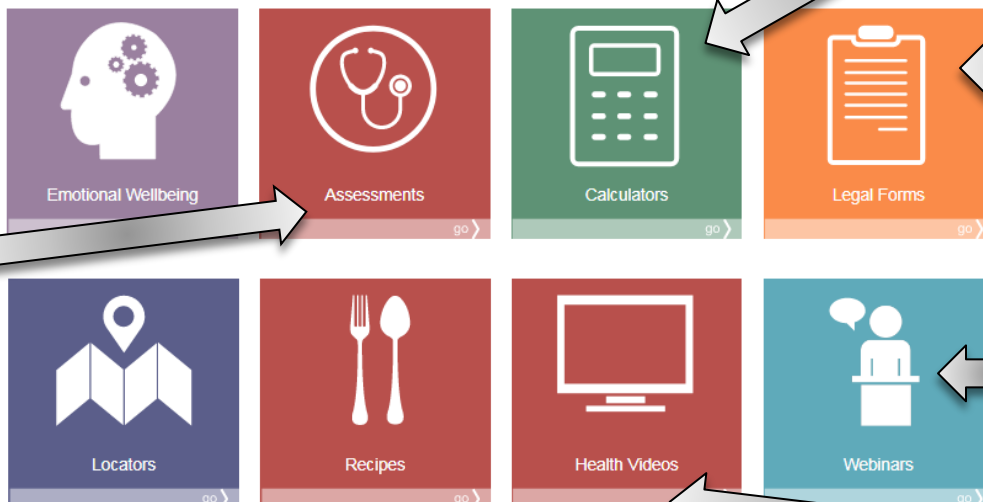 Emotional Wellbeing
Assessments
Calculators
Legal Forms
go
go
go
Locators
Recipes
Health Videos
Webinars
go
go
go